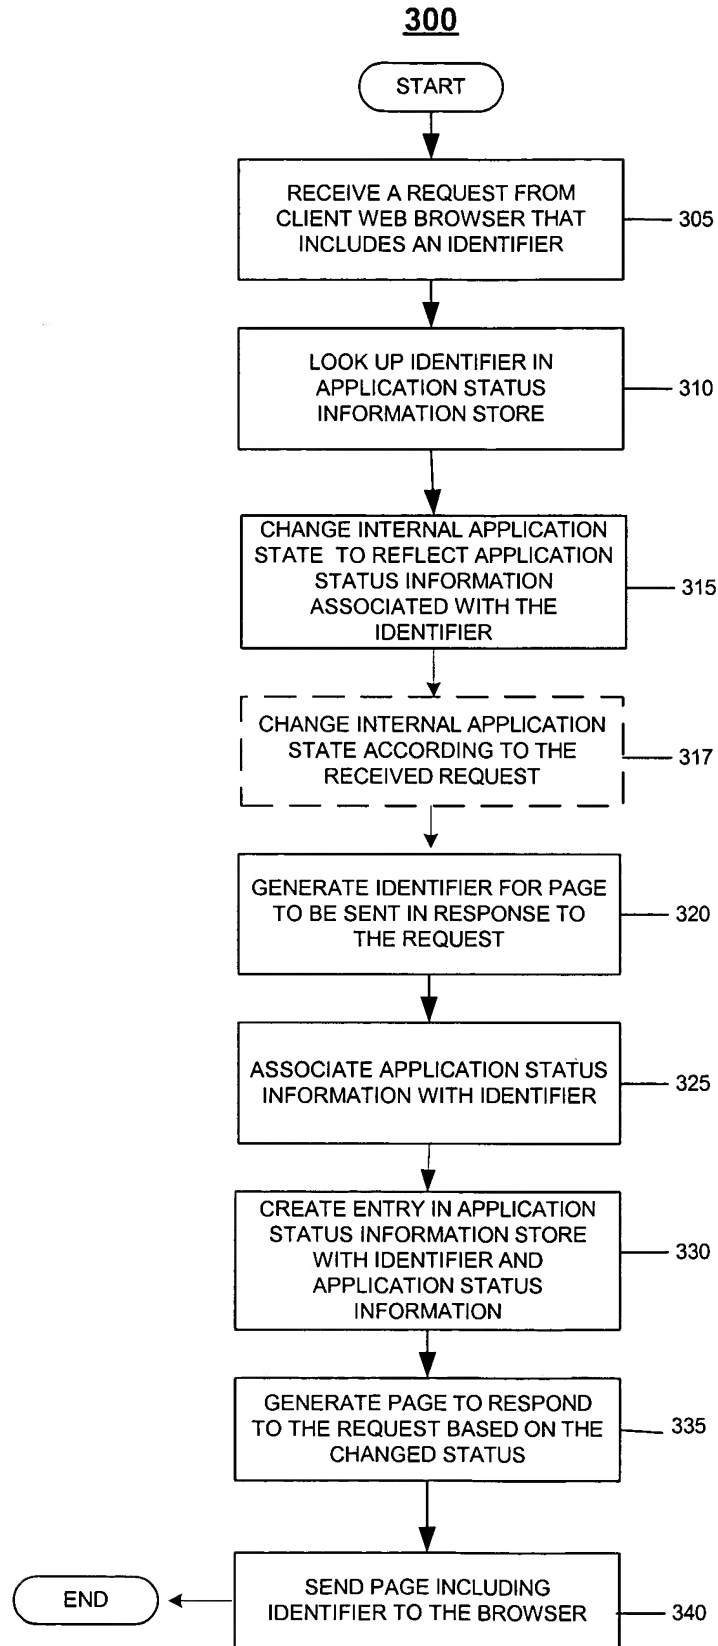 300
START
RECEIVE A REQUEST FROM
CLIENT WEB BROWSER THAT
INCLUDES AN IDENTIFIER
305
LOOK UP IDENTIFIER IN
APPLICATION STATUS
INFORMATION STORE
310
CHANGE INTERNAL APPLICATION
STATE TO REFLECT APPLICATION
STATUS INFORMATION
ASSOCIATED WITH THE
IDENTIFIER
315
CHANGE INTERNAL APPLICATION
STATE ACCORDING TO THE
RECEIVED REQUEST
317
GENERATE IDENTIFIER FOR PAGE
TO BE SENT IN RESPONSE TO
THE REQUEST
320
ASSOCIATE APPLICATION STATUS
INFORMATION WITH IDENTIFIER
325
CREATE ENTRY IN APPLICATION
STATUS INFORMATION STORE
WITH IDENTIFIER AND
APPLICATION STATUS
INFORMATION
330
GENERATE PAGE TO RESPOND
TO THE REQUEST BASED ON THE
CHANGED STATUS
335
SEND PAGE INCLUDING
IDENTIFIER TO THE BROWSER
340
END